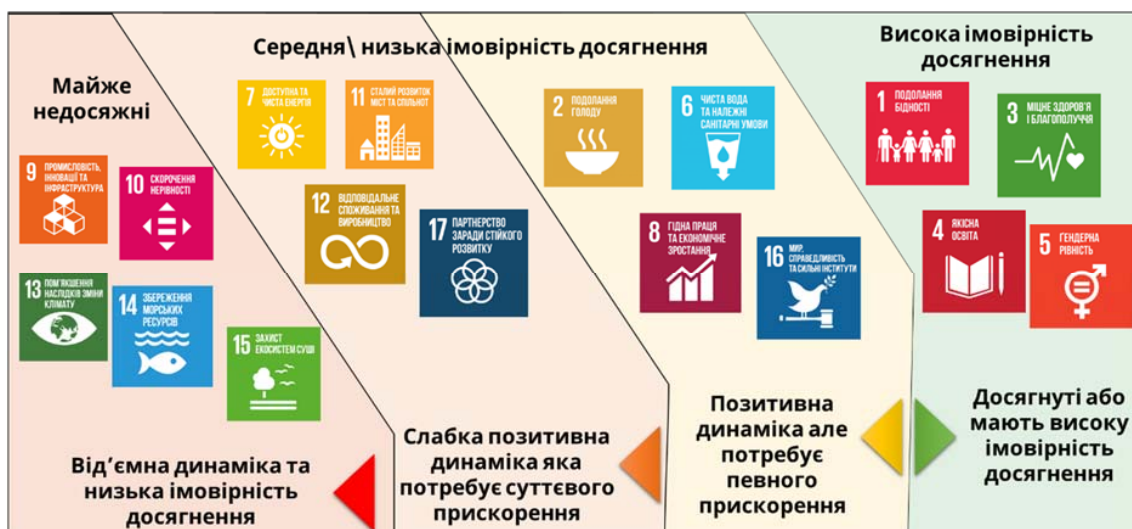 Майже
недосяжні
Середня\ низька імовірність досягнення
Висока імовірність
досягнення
9 ПРОМИСЛОВІСТЬ,
ІННОВАЦІЇ ТА
ІНФРАСТРУКТУРА
10 СКОРОЧЕННЯ
НЕРІВНОСТІ
13 ПОМ'ЯКШЕННЯ
НАСЛІДКІВ ЗМІНИ
КЛІМАТУ
14 ЗБЕРЕЖЕННЯ
МОРСЬКИХ
РЕСУРСІВ
15 ЗАХИСТ
ЕКОСИСТЕМ СУШІ
7 ДОСТУПНА ТА
ЧИСТА ЕНЕРГІЯ
11 СТАЛИЙ РОЗВИТОК
МІСТ ТА СПІЛЬНОТ
12 ВІДПОВІДАЛЬНЕ
СПОЖИВАННЯ ТА
ВИРОБНИЦТВО
17 ПАРТНЕРСТВО
ЗАРАДИ СТІЙКОГО
РОЗВИТКУ
2 ПОДОЛАННЯ
ГОЛОДУ
6 ЧИСТА ВОДА
ТА НАЛЕЖНІ
САНІТАРНІ УМОВИ
8 ГІДНА ПРАЦЯ
ТА ЕКОНОМІЧНЕ
ЗРОСТАННЯ
16 МИР,
СПРАВЕДЛИВІСТЬ
ТА СИЛЬНІ ІНСТИТУТИ
1 ПОДОЛАННЯ
БІДНОСТІ
3 МІЦНЕ ЗДОРОВ'Я
І БЛАГОПОЛУЧЧЯ
4 ЯКІСНА
ОСВІТА
5 ГЕНДЕРНА
РІВНІСТЬ
Від’ємна динаміка та
низька імовірність
досягнення
Слабка позитивна
динаміка яка
потребує суттєвого
прискорення
Позитивна
динаміка але
потребує
певного
прискорення
Досягнуті або
мають високу
імовірність
досягнення